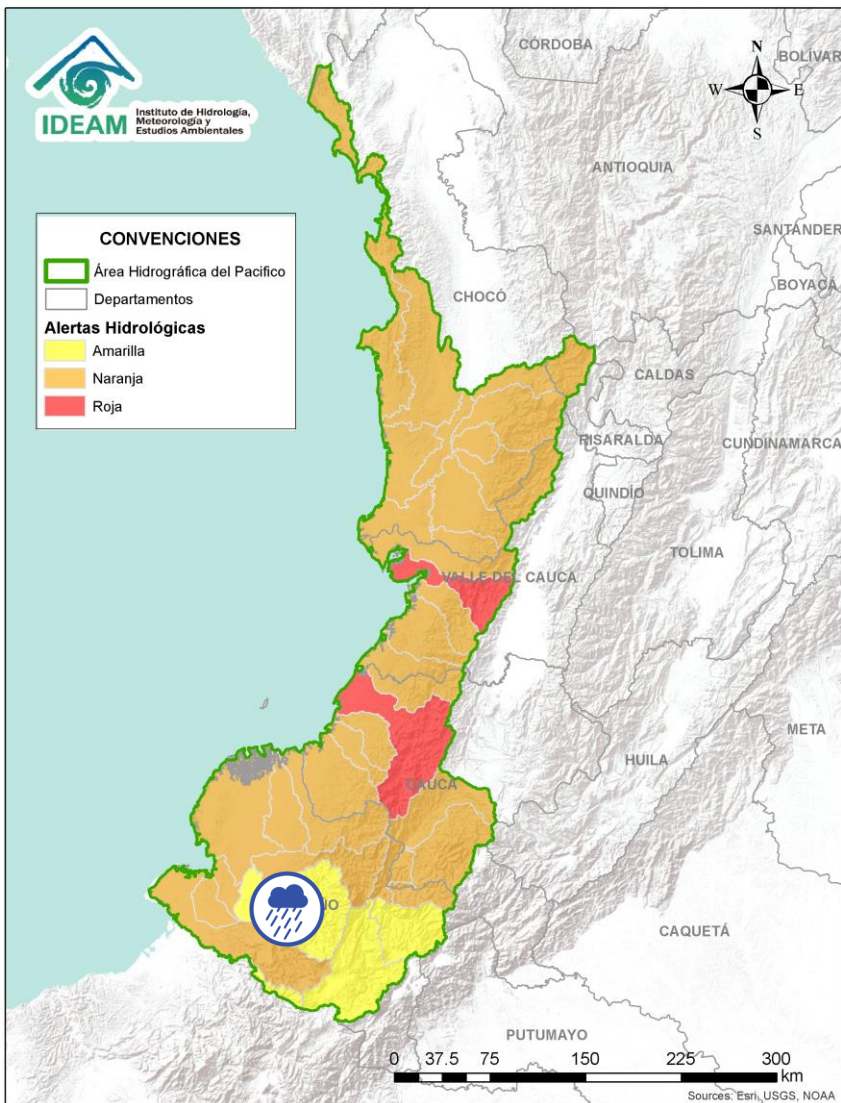 IDEAM
Instituto de Hidrología,
Meteorología y
Estudios Ambientales
CÓRDOBA
BOLÍVAR
N
W
E
S
ANTIOQUIA
SANTANDER
BOYACÁ
CONVENCIONES
Área Hidrográfica del Pacifico
Departamentos
Alertas Hidrológicas
Amarilla
Naranja
Roja
CHOCÓ
CALDAS
RISARALDA
CUNDINAMARCA
QUINDÍO
TOLIMA
VALLE DEL CAUCA
META
HUILA
CAUCA
CAQUETÁ
PUTUMAYO
0 37.5 75 150 225 300
km
Sources: Esri, USGS, NOAA